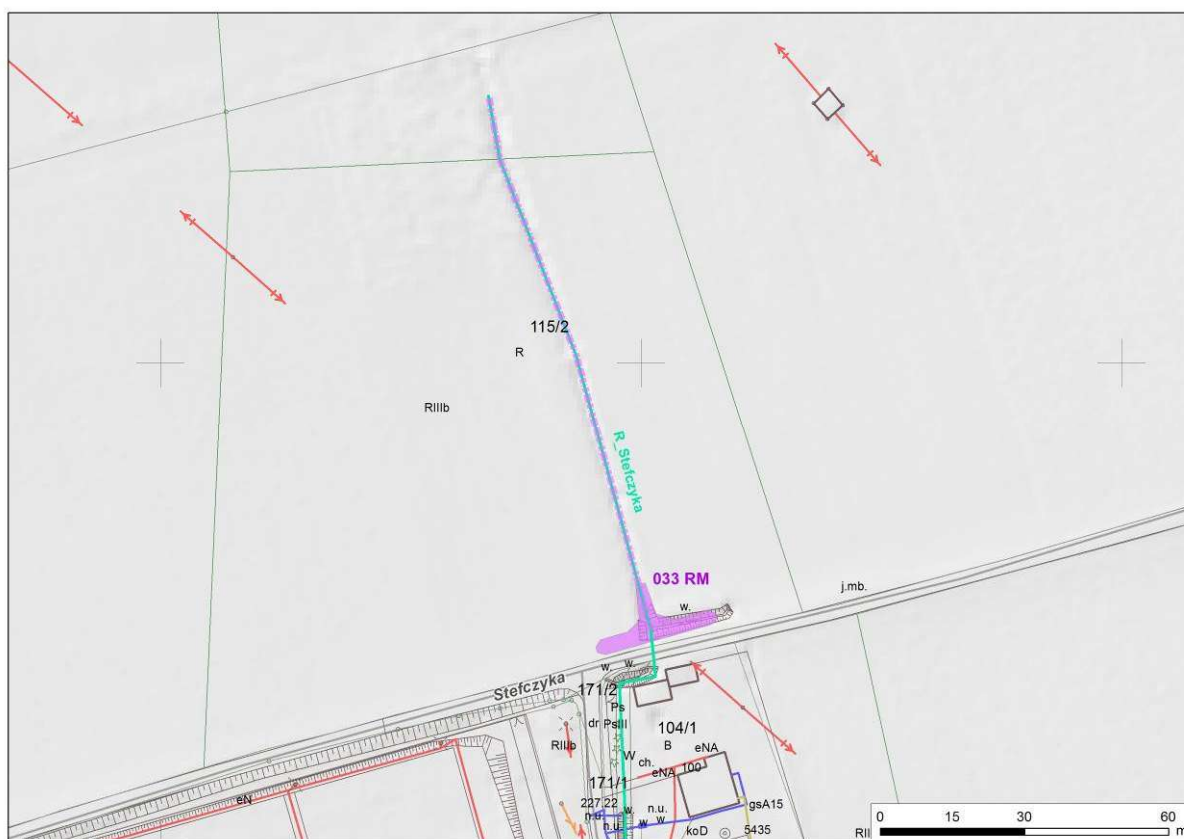 115/2
R
RIIIb
R_Stefczyka
033 RM
w.
j.mb.
w.
w.
Stefczyka
171/2
Ps
dr
PsIII
104/1
B
RIIIb
W
ch.
eNA
eNA
100
171/1
eN
227.22
w.
n.u.
n.u.
n.u.
w
w
gsA15
koD
5435
RII
0
15
30
60